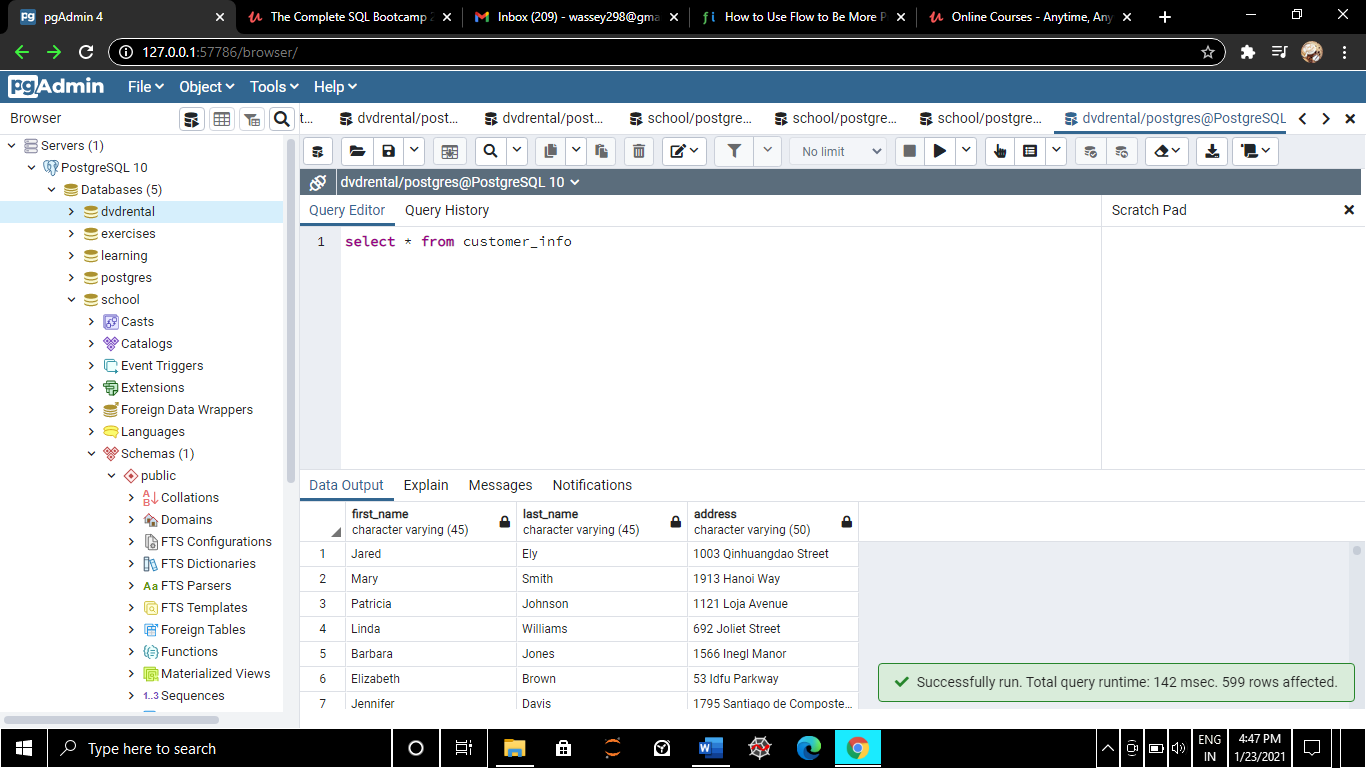 pgAdmin 4
The Complete SQL Bootcamp 2
Inbox (209) - wassey298@gma
fi How to Use Flow to Be More P
Online Courses - Anytime, Any
127.0.0.1:57786/browser/
pgAdmin File Object Tools Help
Browser
t... dvdrental/post... dvdrental/post... school/postgre... school/postgre... school/postgre... dvdrental/postgres@PostgreSQL
No limit
dvdrental/postgres@PostgreSQL 10
Query Editor Query History
Scratch Pad
1 select * from customer_info
Servers (1)
PostgreSQL 10
Databases (5)
dvdrental
exercises
learning
postgres
school
Casts
Catalogs
Event Triggers
Extensions
Foreign Data Wrappers
Languages
Schemas (1)
public
Collations
Domains
FTS Configurations
FTS Dictionaries
Aa FTS Parsers
FTS Templates
Foreign Tables
Functions
Materialized Views
1..3 Sequences
Data Output Explain Messages Notifications
first_name last_name address
character varying (45) character varying (45) character varying (50)
1 Jared Ely 1003 Qinhuangdao Street
2 Mary Smith 1913 Hanoi Way
3 Patricia Johnson 1121 Loja Avenue
4 Linda Williams 692 Joliet Street
5 Barbara Jones 1566 Inegl Manor
6 Elizabeth Brown 53 Idfu Parkway
7 Jennifer Davis 1795 Santiago de Composte...
Successfully run. Total query runtime: 142 msec. 599 rows affected.
Type here to search
ENG
IN
4:47 PM
1/23/2021